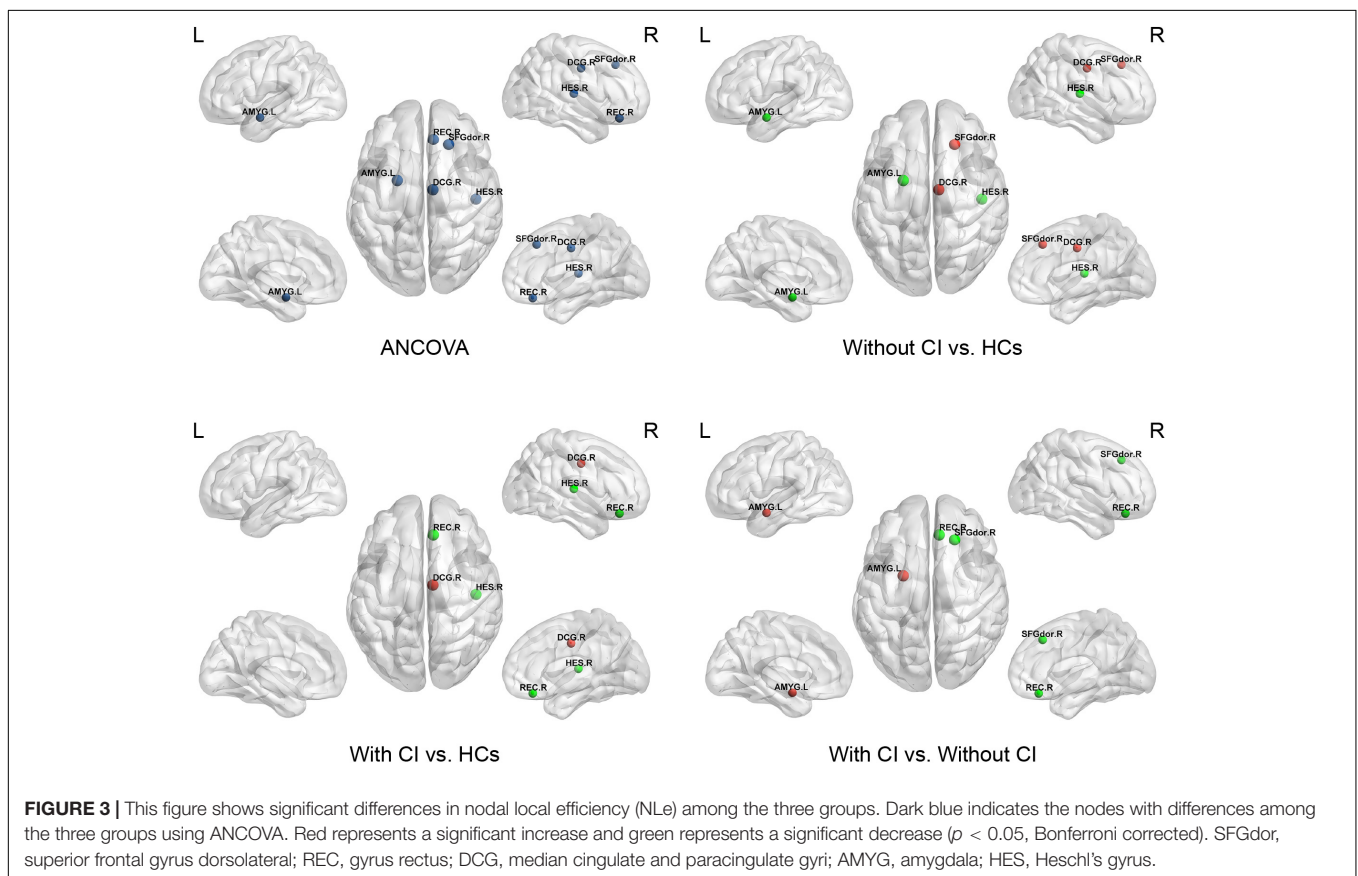 L
R
AMYG.L
DCG.R
SFGdor.R
HES.R
REC.R
REC.R
SFGdor.R
AMYG.L
DCG.R
HES.R
AMYG.L
SFGdor.R
DCG.R
HES.R
REC.R
ANCOVA
L
R
AMYG.L
DCG.R
SFGdor.R
HES.R
SFGdor.R
AMYG.L
DCG.R
HES.R
AMYG.L
SFGdor.R
DCG.R
HES.R
Without CI vs. HCs
L
R
DCG.R
HES.R
REC.R
REC.R
DCG.R
HES.R
DCG.R
HES.R
REC.R
With CI vs. HCs
L
R
AMYG.L
SFGdor.R
REC.R
REC.R
SFGdor.R
AMYG.L
AMYG.L
SFGdor.R
REC.R
With CI vs. Without CI
FIGURE 3 | This figure shows significant differences in nodal local efficiency (NLe) among the three groups. Dark blue indicates the nodes with differences among
the three groups using ANCOVA. Red represents a significant increase and green represents a significant decrease (p < 0.05, Bonferroni corrected). SFGdor,
superior frontal gyrus dorsolateral; REC, gyrus rectus; DCG, median cingulate and paracingulate gyri; AMYG, amygdala; HES, Heschl's gyrus.